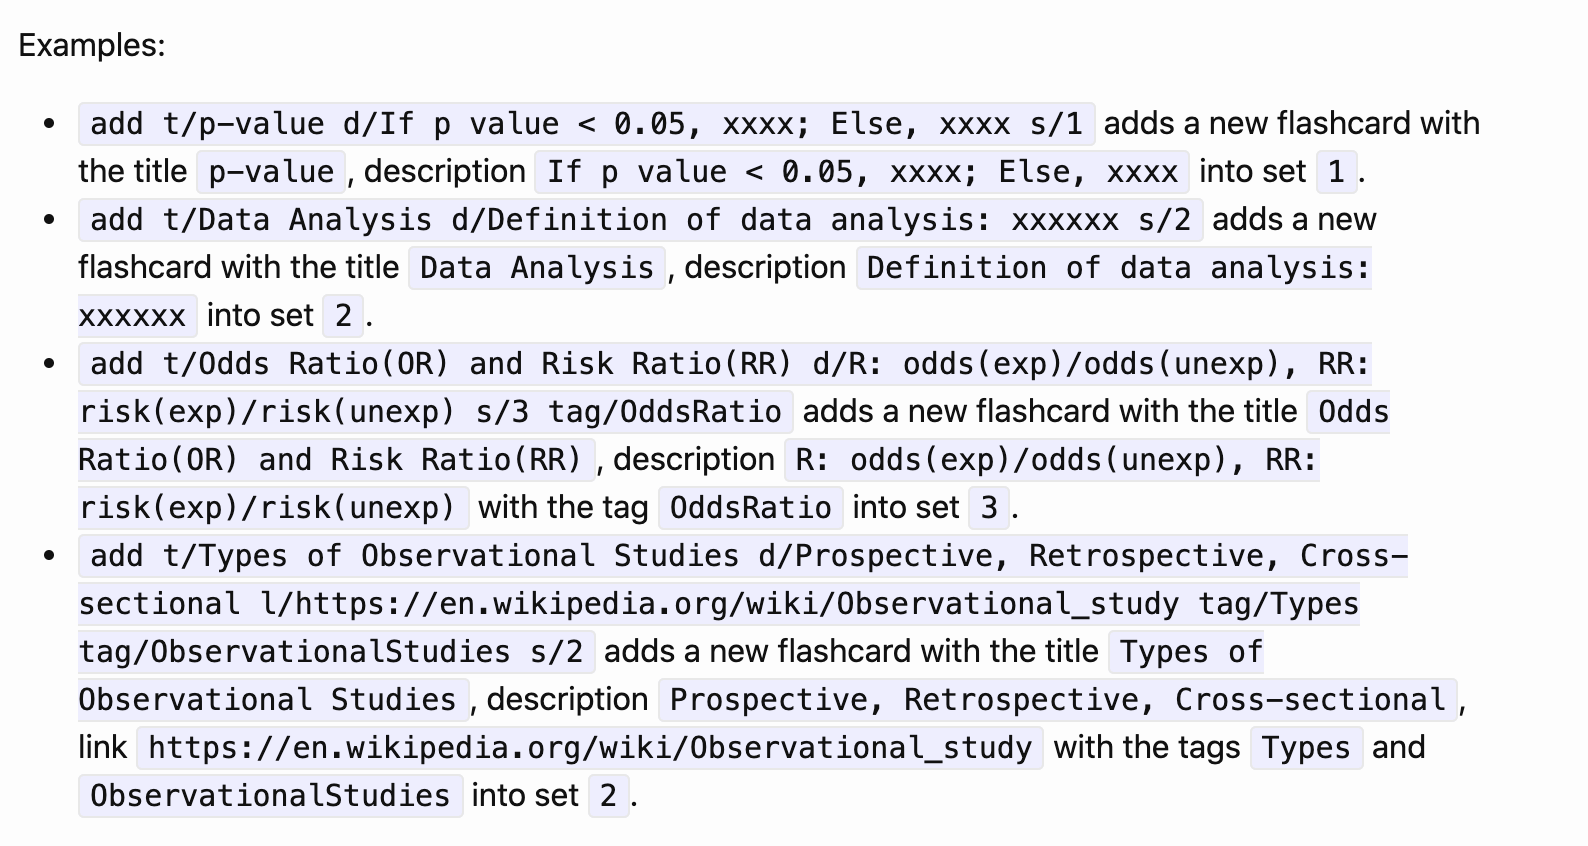 Examples:
• add t/p-value d/If p value < 0.05, xxxx; Else, xxxx s/1 adds a new flashcard with
the title p-value, description If p value < 0.05, xxxx; Else, xxxx into set 1.
• add t/Data Analysis d/Definition of data analysis: xxxxxx s/2 adds a new
flashcard with the title Data Analysis, description Definition of data analysis:
xxxxxx into set 2.
• add t/Odds Ratio(OR) and Risk Ratio(RR) d/R: odds(exp)/odds(unexp), RR:
risk(exp)/risk(unexp) s/3 tag/OddsRatio adds a new flashcard with the title Odds
Ratio(OR) and Risk Ratio(RR), description R: odds(exp)/odds(unexp), RR:
risk(exp)/risk(unexp) with the tag OddsRatio into set 3.
• add t/Types of Observational Studies d/Prospective, Retrospective, Cross-
sectional l/https://en.wikipedia.org/wiki/Observational_study tag/Types
tag/ObservationalStudies s/2 adds a new flashcard with the title Types of
Observational Studies, description Prospective, Retrospective, Cross-sectional,
link https://en.wikipedia.org/wiki/Observational_study with the tags Types and
ObservationalStudies into set 2.